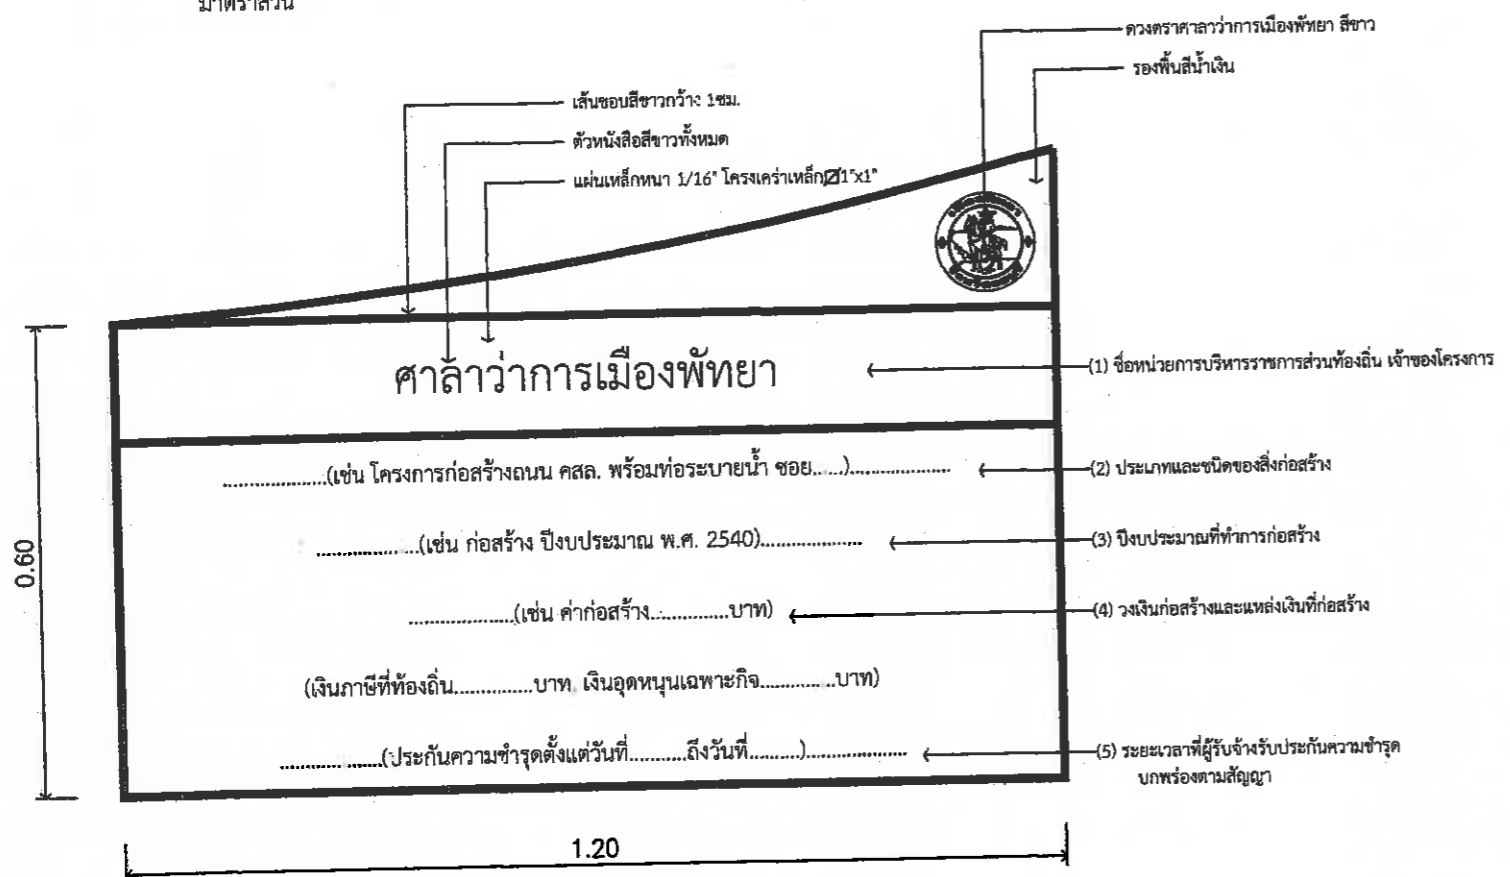 มาตราส่วน
ดวงตราศาลาว่าการเมืองพัทยา สีขาว
รองพื้นสีน้ำเงิน
เส้นขอบสีขาวกว้าง 1ซม.
ตัวหนังสือสีขาวทั้งหมด
แผ่นเหล็กหนา 1/16" โครงเคร่าเหล็ก 1"x1"
ศาลาว่าการเมืองพัทยา
(1) ชื่อหน่วยการบริหารราชการส่วนท้องถิ่น เจ้าของโครงการ
....................(เช่น โครงการก่อสร้างถนน คสล. พร้อมท่อระบายน้ำ ซอย......)....................
(2) ประเภทและชนิดของสิ่งก่อสร้าง
....................(เช่น ก่อสร้าง ปีงบประมาณ พ.ศ. 2540)....................
(3) ปีงบประมาณที่ทำการก่อสร้าง
....................(เช่น ค่าก่อสร้าง...............บาท)
(4) วงเงินก่อสร้างและแหล่งเงินที่ก่อสร้าง
(เงินภาษีที่ท้องถิ่น...............บาท เงินอุดหนุนเฉพาะกิจ...............บาท)
....................(ประกันความชำรุดตั้งแต่วันที่...........ถึงวันที่..........)....................
(5) ระยะเวลาที่ผู้รับจ้างรับประกันความชำรุด
บกพร่องตามสัญญา
0.60
1.20